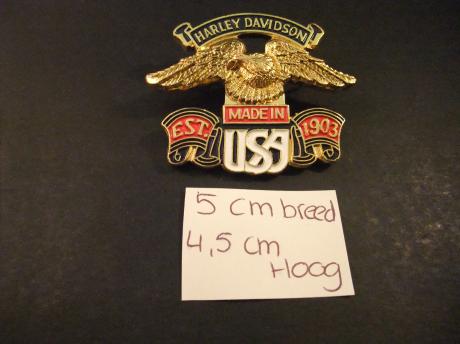 HARLEY DAVIDSON
MADE IN
EST. USA 1903
5 cm breed
4,5 cm
Hoog